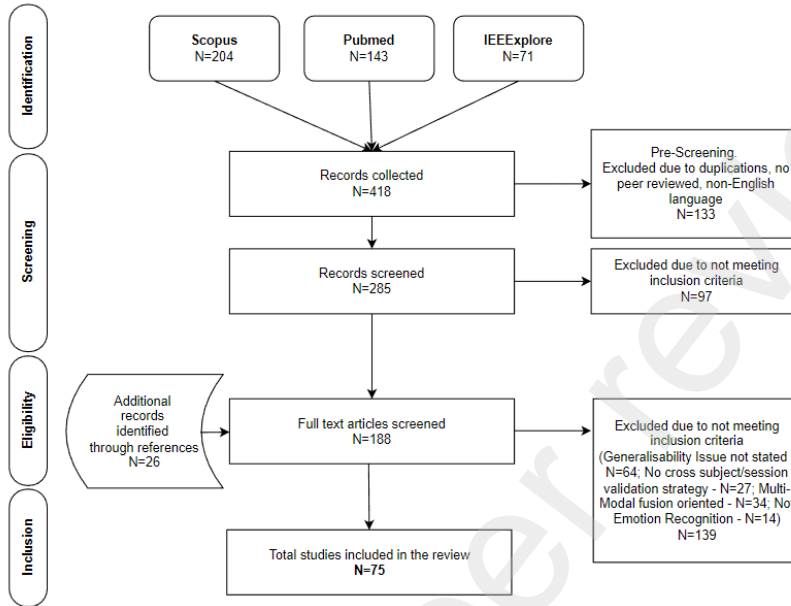 Identification
Scopus
N=204
Pubmed
N=143
IEEExplore
N=71
Screening
Records collected
N=418
Pre-Screening.
Excluded due to duplications, no
peer reviewed, non-English
language
N=133
Records screened
N=285
Excluded due to not meeting
inclusion criteria
N=97
Eligibility
Additional
records
identified
through references
N=26
Full text articles screened
N=188
Excluded due to not meeting
inclusion criteria
(Generalisability Issue not stated
N=64; No cross subject/session
validation strategy - N=27; Multi-
Modal fusion oriented - N=34; No
Emotion Recognition - N=14)
N=139
Inclusion
Total studies included in the review
N=75
er review